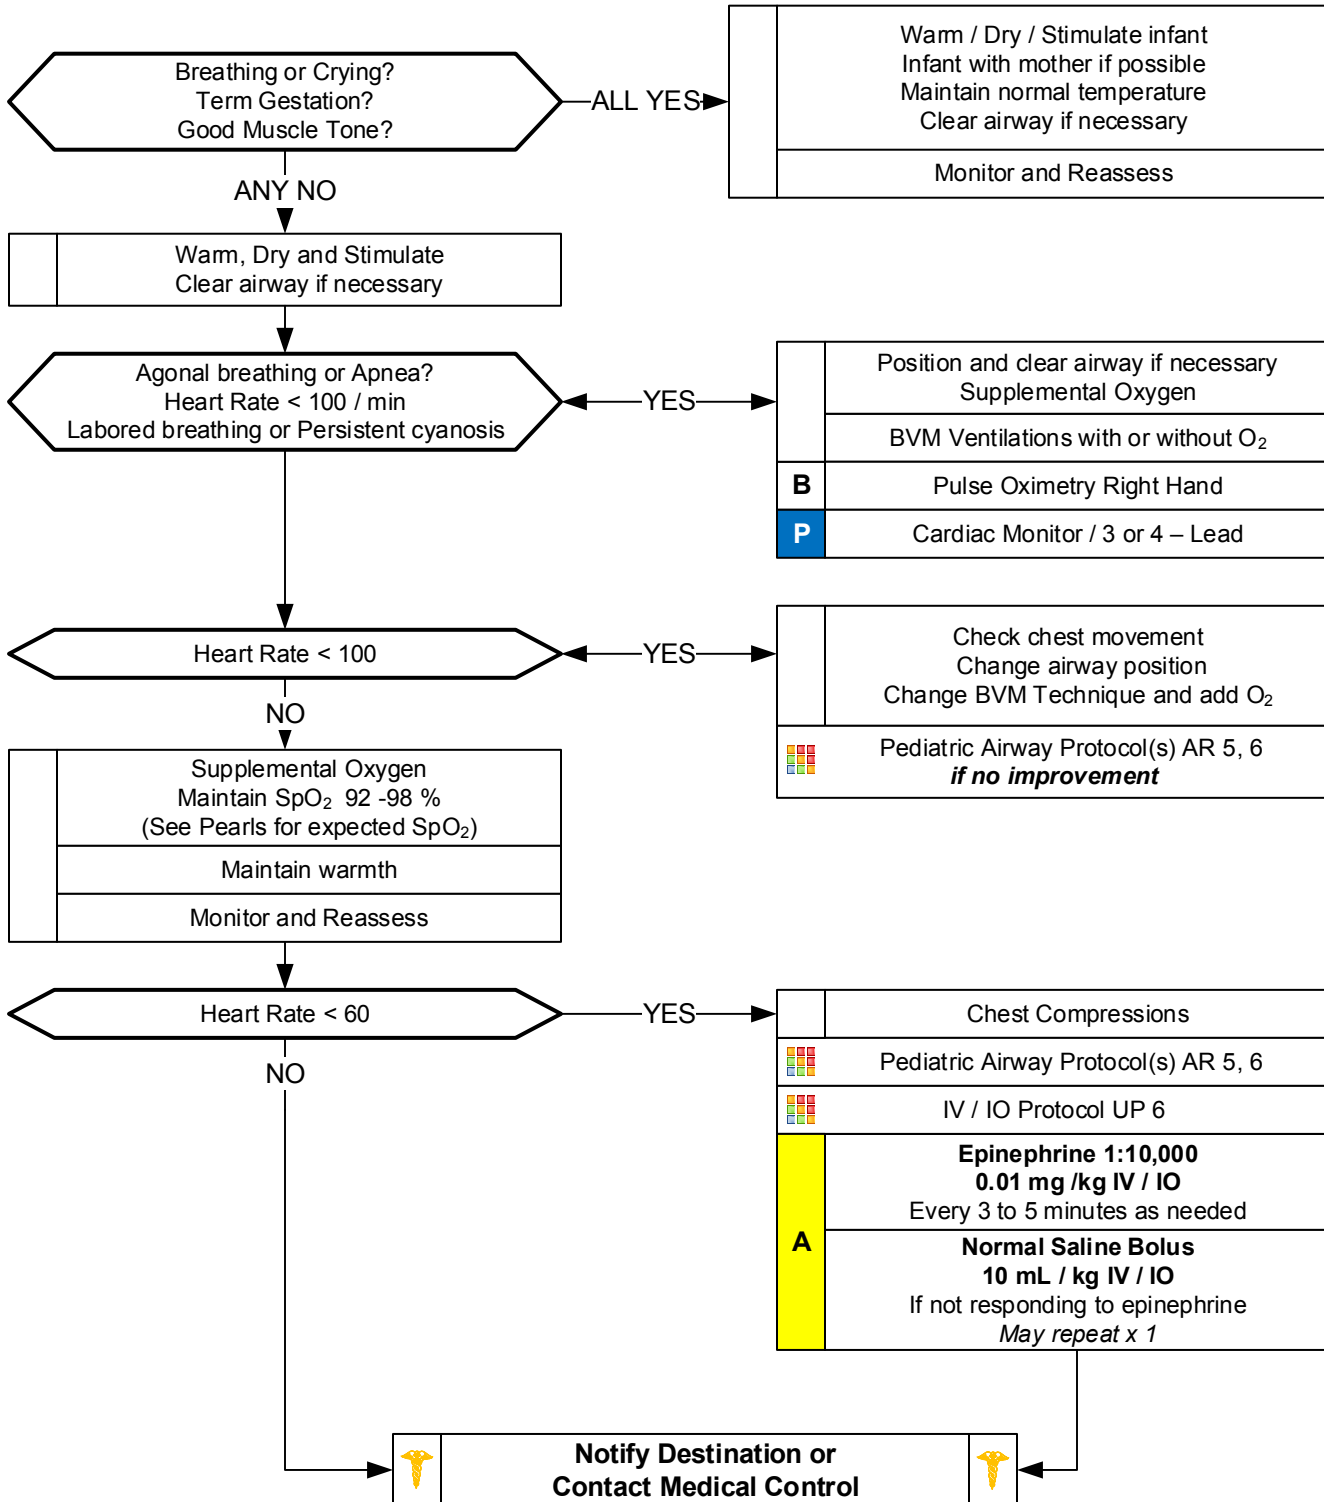 Breathing or Crying?
Term Gestation?
Good Muscle Tone?
ALL YES
Warm / Dry / Stimulate infant
Infant with mother if possible
Maintain normal temperature
Clear airway if necessary
Monitor and Reassess
ANY NO
Warm, Dry and Stimulate
Clear airway if necessary
Agonal breathing or Apnea?
Heart Rate < 100 / min
Labored breathing or Persistent cyanosis
YES
Position and clear airway if necessary
Supplemental Oxygen
BVM Ventilations with or without O₂
B
Pulse Oximetry Right Hand
P
Cardiac Monitor / 3 or 4 – Lead
Heart Rate < 100
YES
Check chest movement
Change airway position
Change BVM Technique and add O₂
Pediatric Airway Protocol(s) AR 5, 6
if no improvement
NO
Supplemental Oxygen
Maintain SpO₂ 92 -98 %
(See Pearls for expected SpO₂)
Maintain warmth
Monitor and Reassess
Heart Rate < 60
YES
Chest Compressions
Pediatric Airway Protocol(s) AR 5, 6
IV / IO Protocol UP 6
A
Epinephrine 1:10,000
0.01 mg /kg IV / IO
Every 3 to 5 minutes as needed
Normal Saline Bolus
10 mL / kg IV / IO
If not responding to epinephrine
May repeat x 1
NO
Notify Destination or
Contact Medical Control